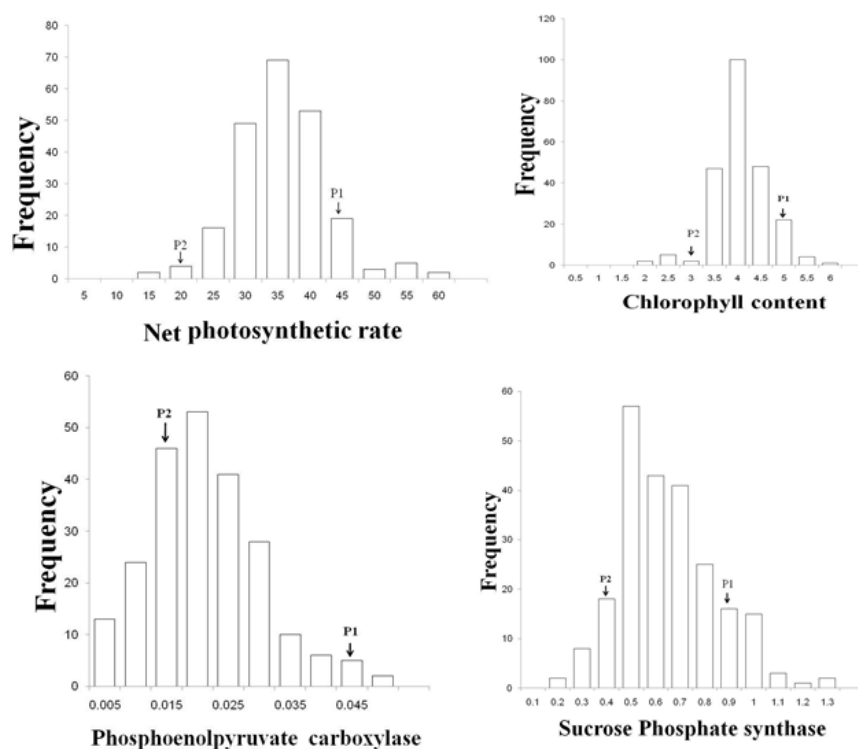 80
70
60
50
40
30
20
10
0
Frequency
P2
P1
5 10 15 20 25 30 35 40 45 50 55 60
Net photosynthetic rate
120
100
80
60
40
20
0
Frequency
P2
P1
0.5 1 1.5 2 2.5 3 3.5 4 4.5 5 5.5 6
Chlorophyll content
60
50
40
30
20
10
0
Frequency
P2
P1
0.005 0.015 0.025 0.035 0.045
Phosphoenolpyruvate carboxylase
60
50
40
30
20
10
0
Frequency
P2
P1
0.1 0.2 0.3 0.4 0.5 0.6 0.7 0.8 0.9 1 1.1 1.2 1.3
Sucrose Phosphate synthase